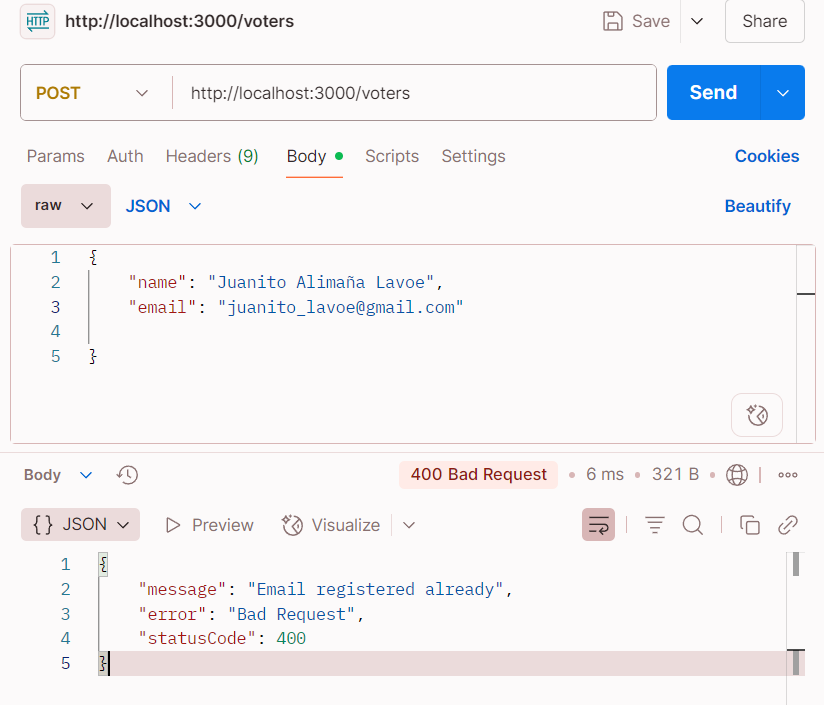 HTTP http://localhost:3000/voters Save Share
POST http://localhost:3000/voters Send
Params Auth Headers (9) Body Scripts Settings Cookies
raw JSON Beautify
1 {
2 "name": "Juanito Alimaña Lavoe",
3 "email": "juanito_lavoe@gmail.com"
4
5 }
Body 400 Bad Request • 6 ms • 321 B •
{} JSON Preview Visualize
1 {
2 "message": "Email registered already",
3 "error": "Bad Request",
4 "statusCode": 400
5 }